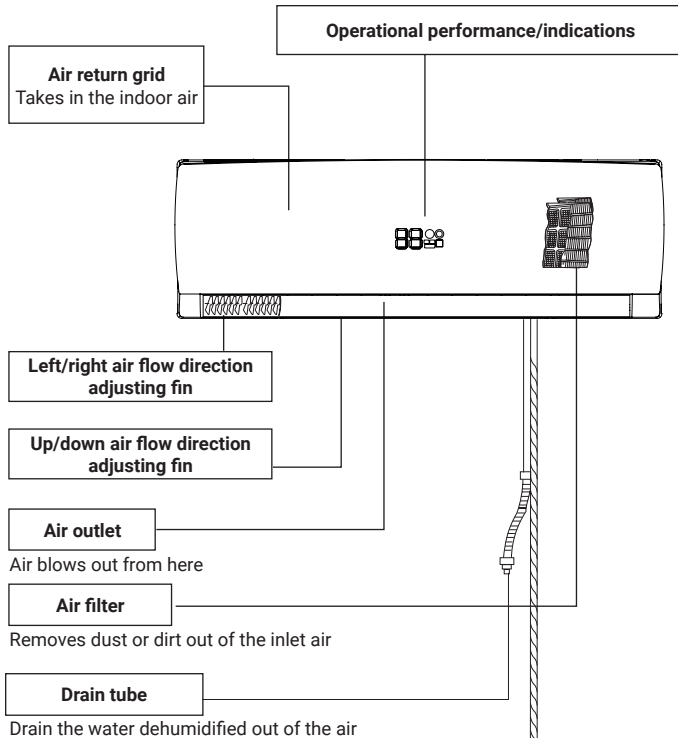 Operational performance/indications
Air return grid
Takes in the indoor air
Left/right air flow direction
adjusting fin
Up/down air flow direction
adjusting fin
Air outlet
Air blows out from here
Air filter
Removes dust or dirt out of the inlet air
Drain tube
Drain the water dehumidified out of the air